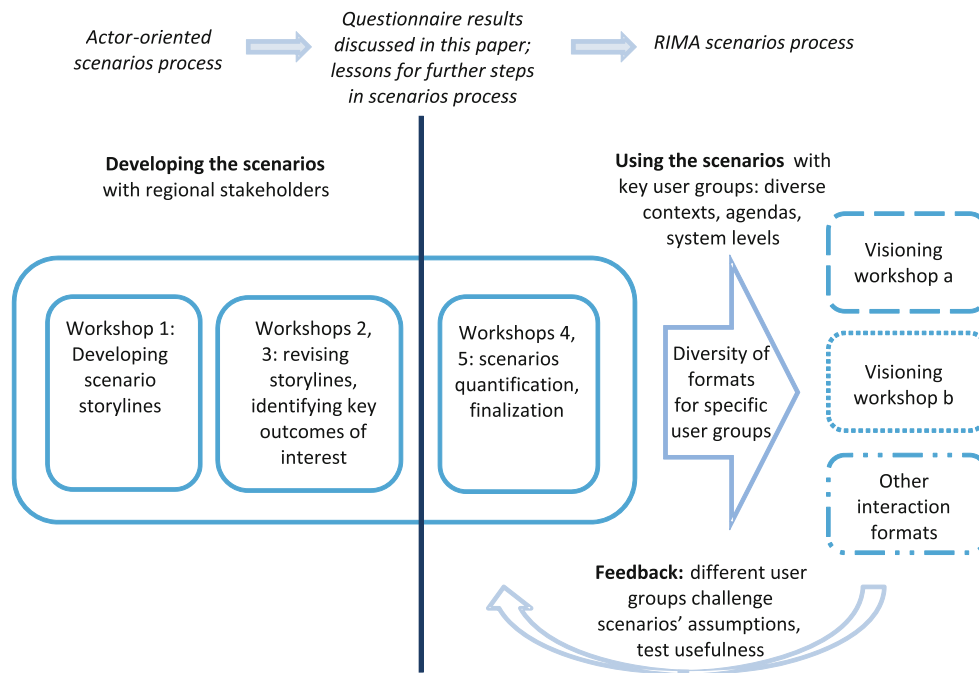 Actor-oriented
scenarios process
Questionnaire results
discussed in this paper;
lessons for further steps
in scenarios process
RIMA scenarios process
Developing the scenarios
with regional stakeholders
Using the scenarios with
key user groups: diverse
contexts, agendas,
system levels
Workshop 1:
Developing
scenario
storylines
Workshops 2,
3: revising
storylines,
identifying key
outcomes of
interest
Workshops 4,
5: scenarios
quantification,
finalization
Diversity of
formats
for specific
user groups
Visioning
workshop a
Visioning
workshop b
Other
interaction
formats
Feedback: different user
groups challenge
scenarios’ assumptions,
test usefulness